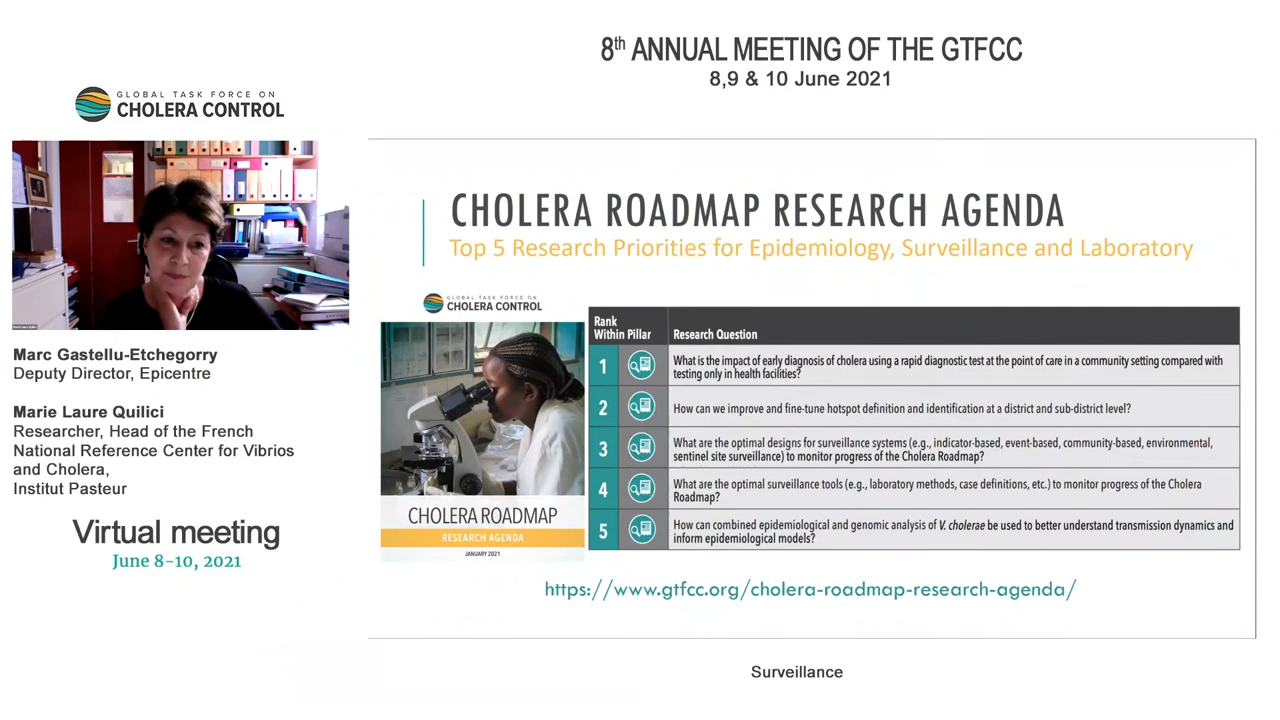 8th ANNUAL MEETING OF THE GTFCC
8,9 & 10 June 2021
GLOBAL TASK FORCE ON
CHOLERA CONTROL
Marc Gastellu-Etchegorry
Deputy Director, Epicentre
Marie Laure Quilici
Researcher, Head of the French
National Reference Center for Vibrios
and Cholera,
Institut Pasteur
Virtual meeting
June 8-10, 2021
CHOLERA ROADMAP RESEARCH AGENDA
Top 5 Research Priorities for Epidemiology, Surveillance and Laboratory
GLOBAL TASK FORCE ON
CHOLERA CONTROL
CHOLERA ROADMAP
RESEARCH AGENDA
JANUARY 2021
Rank
Within Pillar
Research Question
1
What is the impact of early diagnosis of cholera using a rapid diagnostic test at the point of care in a community setting compared with
testing only in health facilities?
2
How can we improve and fine-tune hotspot definition and identification at a district and sub-district level?
3
What are the optimal designs for surveillance systems (e.g., indicator-based, event-based, community-based, environmental,
sentinel site surveillance) to monitor progress of the Cholera Roadmap?
4
What are the optimal surveillance tools (e.g., laboratory methods, case definitions, etc.) to monitor progress of the Cholera
Roadmap?
5
How can combined epidemiological and genomic analysis of V. cholerae be used to better understand transmission dynamics and
inform epidemiological models?
https://www.gtfcc.org/cholera-roadmap-research-agenda/
Surveillance